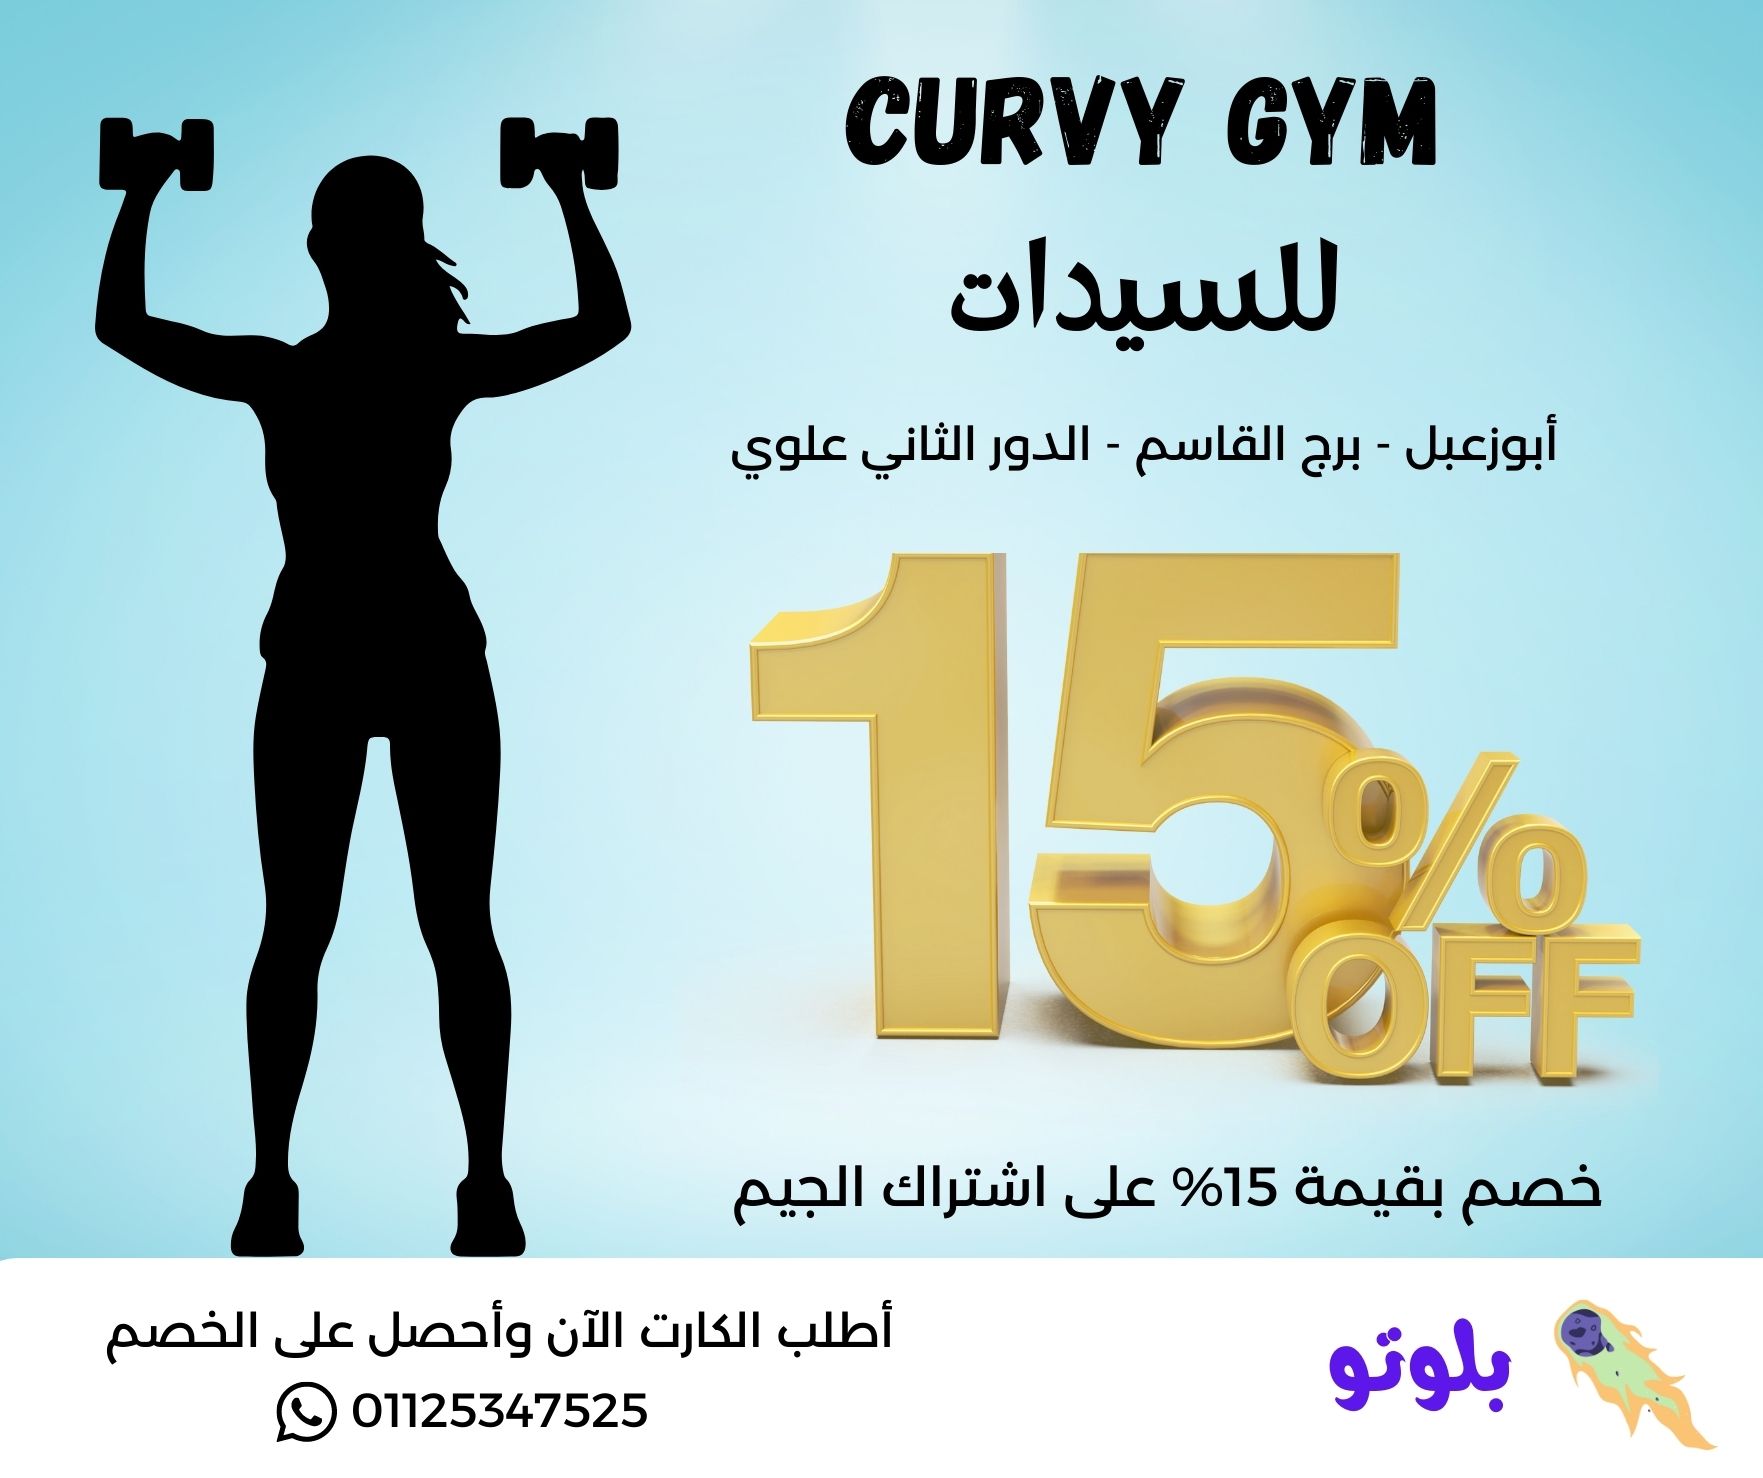 CURVY GYM
للسيدات
أبوزعبل - برج القاسم - الدور الثاني علوي
15% OFF
خصم بقيمة 15% على اشتراك الجيم
أطلب الكارت الآن وأحصل على الخصم
01125347525
بلوتو